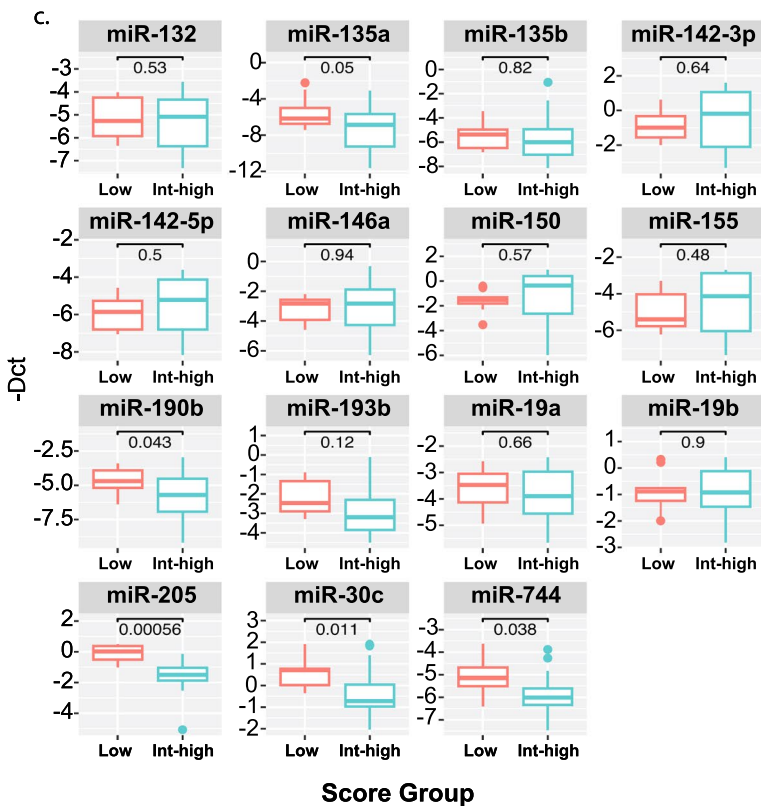 c.
miR-132 miR-135a miR-135b miR-142-3p
0.53 0.05 0.82 0.64
-3 -4 -5 -6 -7
0 -4 -8 -12
0 -2 -4 -6 -8
2 0 -2
Low Int-high Low Int-high Low Int-high Low Int-high
miR-142-5p miR-146a miR-150 miR-155
0.5 0.94 0.57 0.48
-2 -4 -6 -8
0 -2 -4 -6
2 0 -2 -4 -6
-2 -4 -6
Low Int-high Low Int-high Low Int-high Low Int-high
-Dct
miR-190b miR-193b miR-19a miR-19b
0.043 0.12 0.66 0.9
-2.5 -5.0 -7.5
1 0 -1 -2 -3 -4
-2 -3 -4 -5
1 0 -1 -2 -3
Low Int-high Low Int-high Low Int-high Low Int-high
miR-205 miR-30c miR-744
0.00056 0.011 0.038
2 0 -2 -4
3 2 1 0 -1 -2
-3 -4 -5 -6 -7
Low Int-high Low Int-high Low Int-high
Score Group